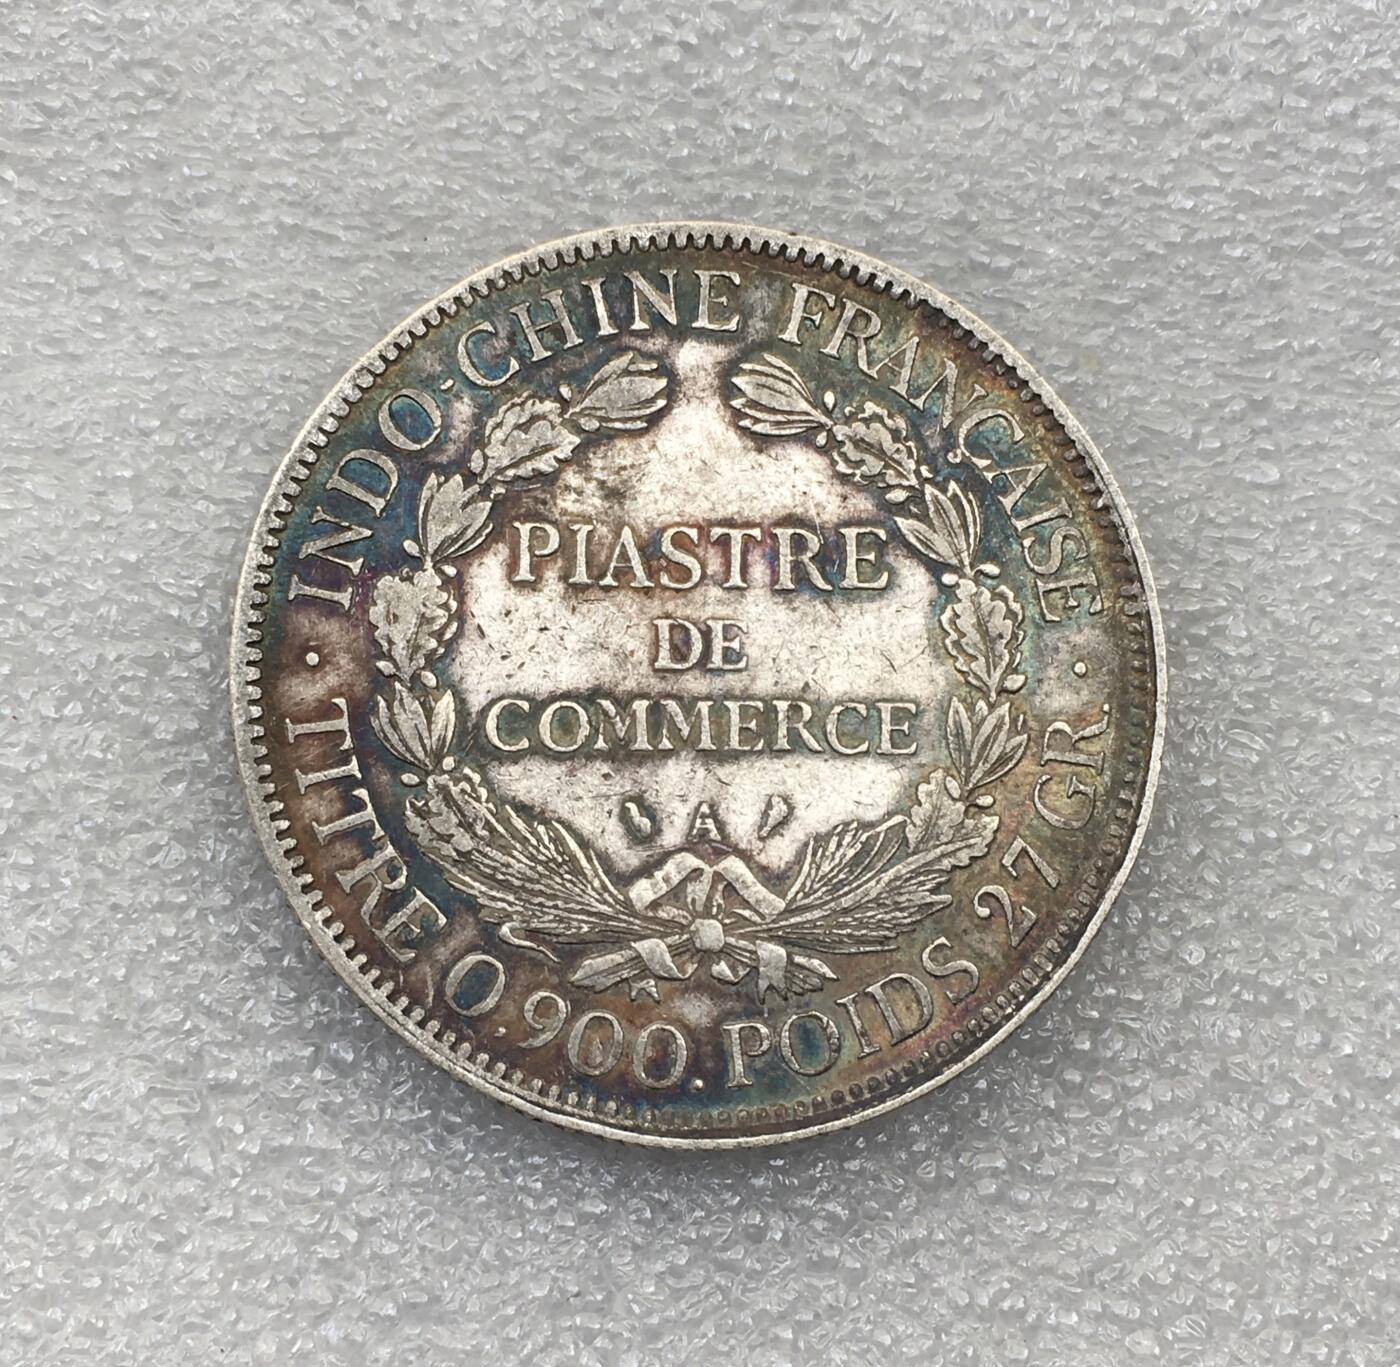 INDO-CHINE FRANÇAISE
PIASTRE
DE
COMMERCE
A
· TITRE 0 900. POIDS 27 GR. ·